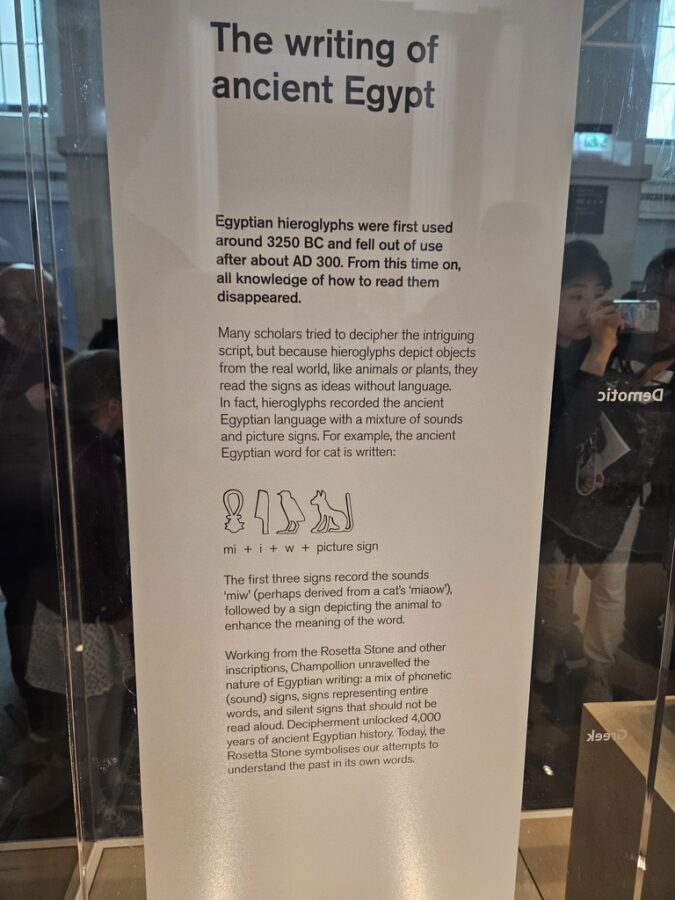 The writing of
ancient Egypt
Egyptian hieroglyphs were first used
around 3250 BC and fell out of use
after about AD 300. From this time on,
all knowledge of how to read them
disappeared.
Many scholars tried to decipher the intriguing
script, but because hieroglyphs depict objects
from the real world, like animals or plants, they
read the signs as ideas without language.
In fact, hieroglyphs recorded the ancient
Egyptian language with a mixture of sounds
and picture signs. For example, the ancient
Egyptian word for cat is written:
mi + i + w + picture sign
The first three signs record the sounds
‘miw’ (perhaps derived from a cat’s ‘miaow’),
followed by a sign depicting the animal to
enhance the meaning of the word.
Working from the Rosetta Stone and other
inscriptions, Champollion unravelled the
nature of Egyptian writing: a mix of phonetic
(sound) signs, signs representing entire
words, and silent signs that should not be
read aloud. Decipherment unlocked 4,000
years of ancient Egyptian history. Today, the
Rosetta Stone symbolises our attempts to
understand the past in its own words.
Demotic
Greek